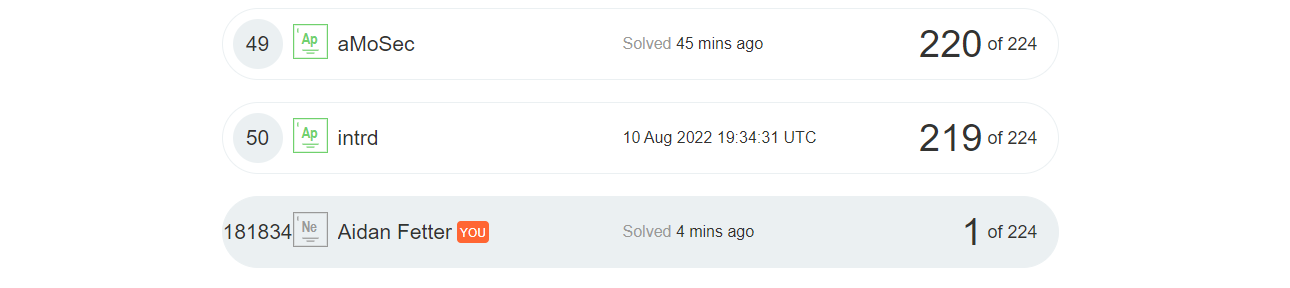 49 Ap aMoSec Solved 45 mins ago 220 of 224
50 Ap intrd 10 Aug 2022 19:34:31 UTC 219 of 224
181834 Ne Aidan Fetter YOU Solved 4 mins ago 1 of 224